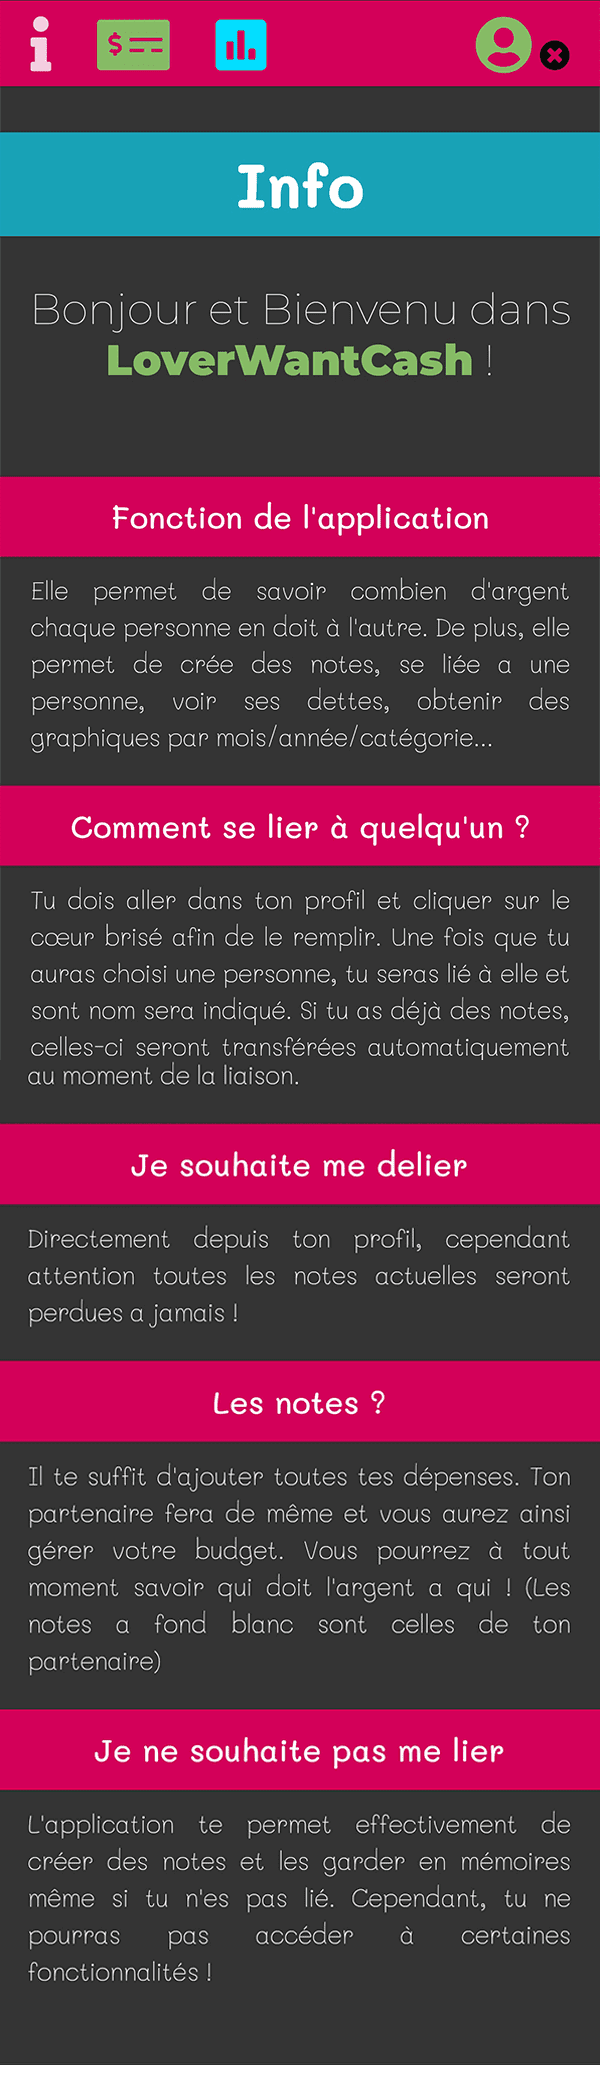 Info
Bonjour et Bienvenu dans
LoverWantCash !
Fonction de l'application
Elle permet de savoir combien d'argent
chaque personne en doit à l'autre. De plus, elle
permet de crée des notes, se liée a une
personne, voir ses dettes, obtenir des
graphiques par mois/année/catégorie...
Comment se lier à quelqu'un ?
Tu dois aller dans ton profil et cliquer sur le
cœur brisé afin de le remplir. Une fois que tu
auras choisi une personne, tu seras lié à elle et
sont nom sera indiqué. Si tu as déjà des notes,
celles-ci seront transférées automatiquement
au moment de la liaison.
Je souhaite me delier
Directement depuis ton profil, cependant
attention toutes les notes actuelles seront
perdues a jamais !
Les notes ?
Il te suffit d'ajouter toutes tes dépenses. Ton
partenaire fera de même et vous aurez ainsi
gérer votre budget. Vous pourrez à tout
moment savoir qui doit l'argent a qui ! (Les
notes a fond blanc sont celles de ton
partenaire)
Je ne souhaite pas me lier
L'application te permet effectivement de
créer des notes et les garder en mémoires
même si tu n'es pas lié. Cependant, tu ne
pourras pas accéder à certaines
fonctionnalités !